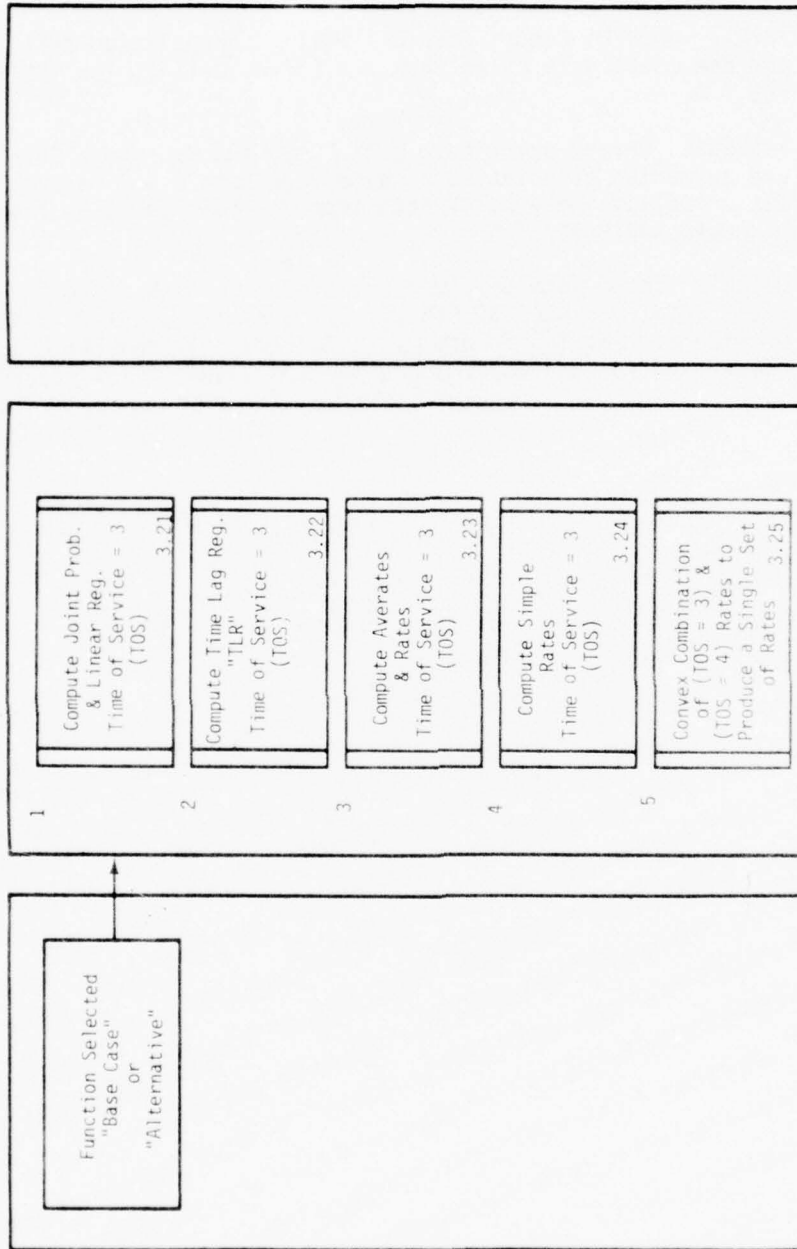 Function Selected
"Base Case"
or
"Alternative"
1
Compute Joint Prob.
& Linear Reg.
Time of Service = 3
(TOS)
3.21
2
Compute Time Lag Reg.
"TLR"
Time of Service = 3
(TOS)
3.22
3
Compute Averates
& Rates
Time of Service = 3
(TOS)
3.23
4
Compute Simple
Rates
Time of Service = 3
(TOS)
3.24
5
Convex Combination
of (TOS = 3) &
(TOS = 4) Rates to
Produce a Single Set
of Rates 3.25